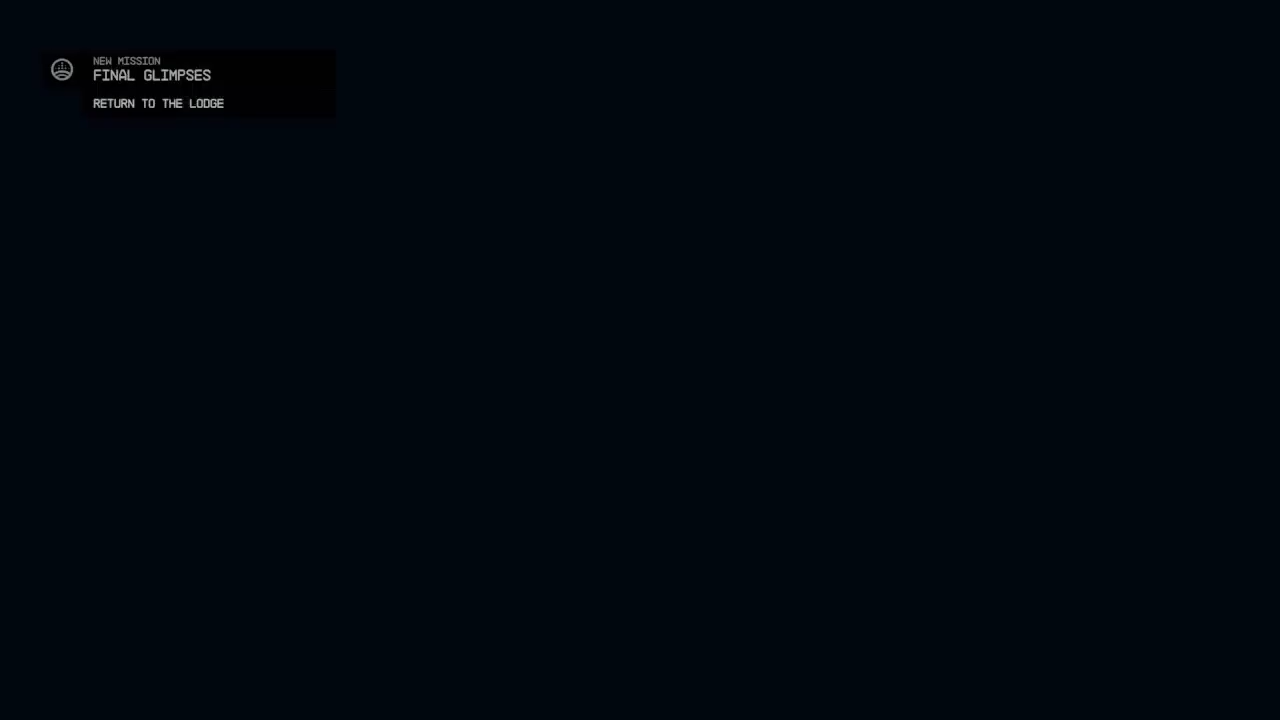 NEW MISSION
FINAL GLIMPSES
RETURN TO THE LODGE